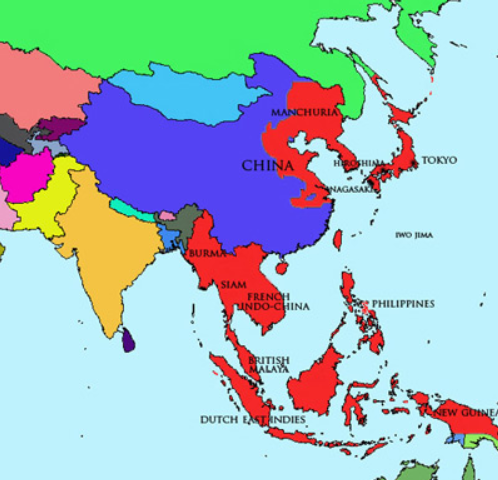 MANCHURIA
CHINA
HIROSHIMA
TOKYO
NAGASAKI
IWO JIMA
BURMA
SIAM
FRENCH
INDO-CHINA
PHILIPPINES
BRITISH
MALAYA
DUTCH EAST INDIES
NEW GUINEA